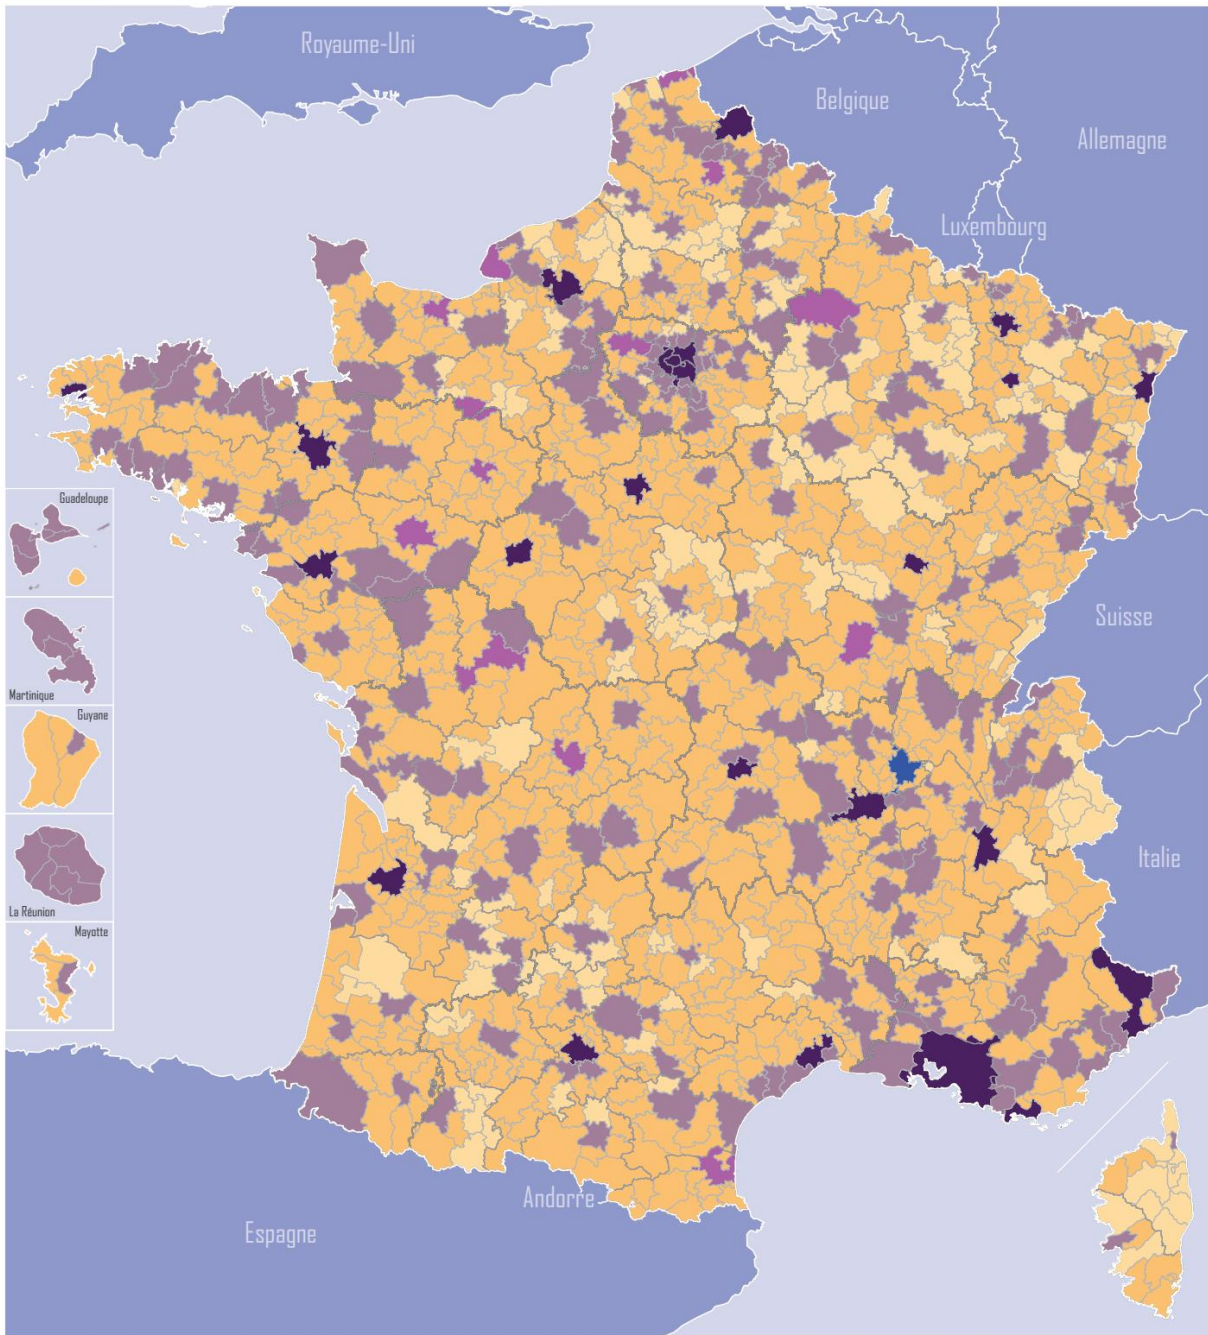 Royaume-Uni
Belgique
Allemagne
Luxembourg
Guadeloupe
Martinique
Suisse
Guyane
La Réunion
Italie
Mayotte
Andorre
Espagne